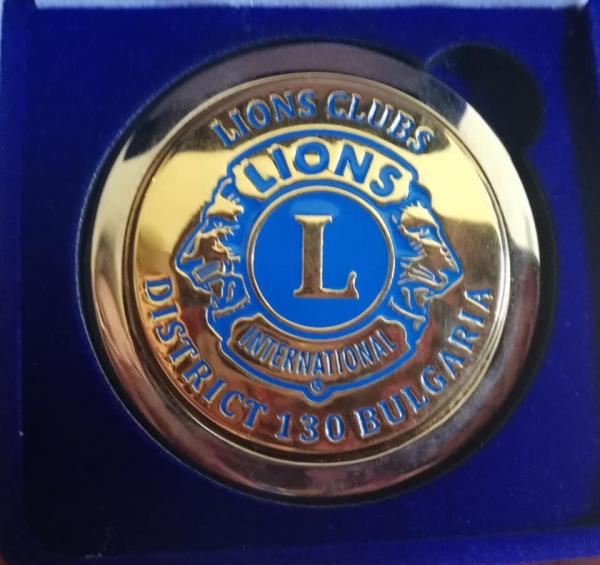 LIONS CLUBS
LIONS
L
INTERNATIONAL
®
DISTRICT 130 BULGARIA